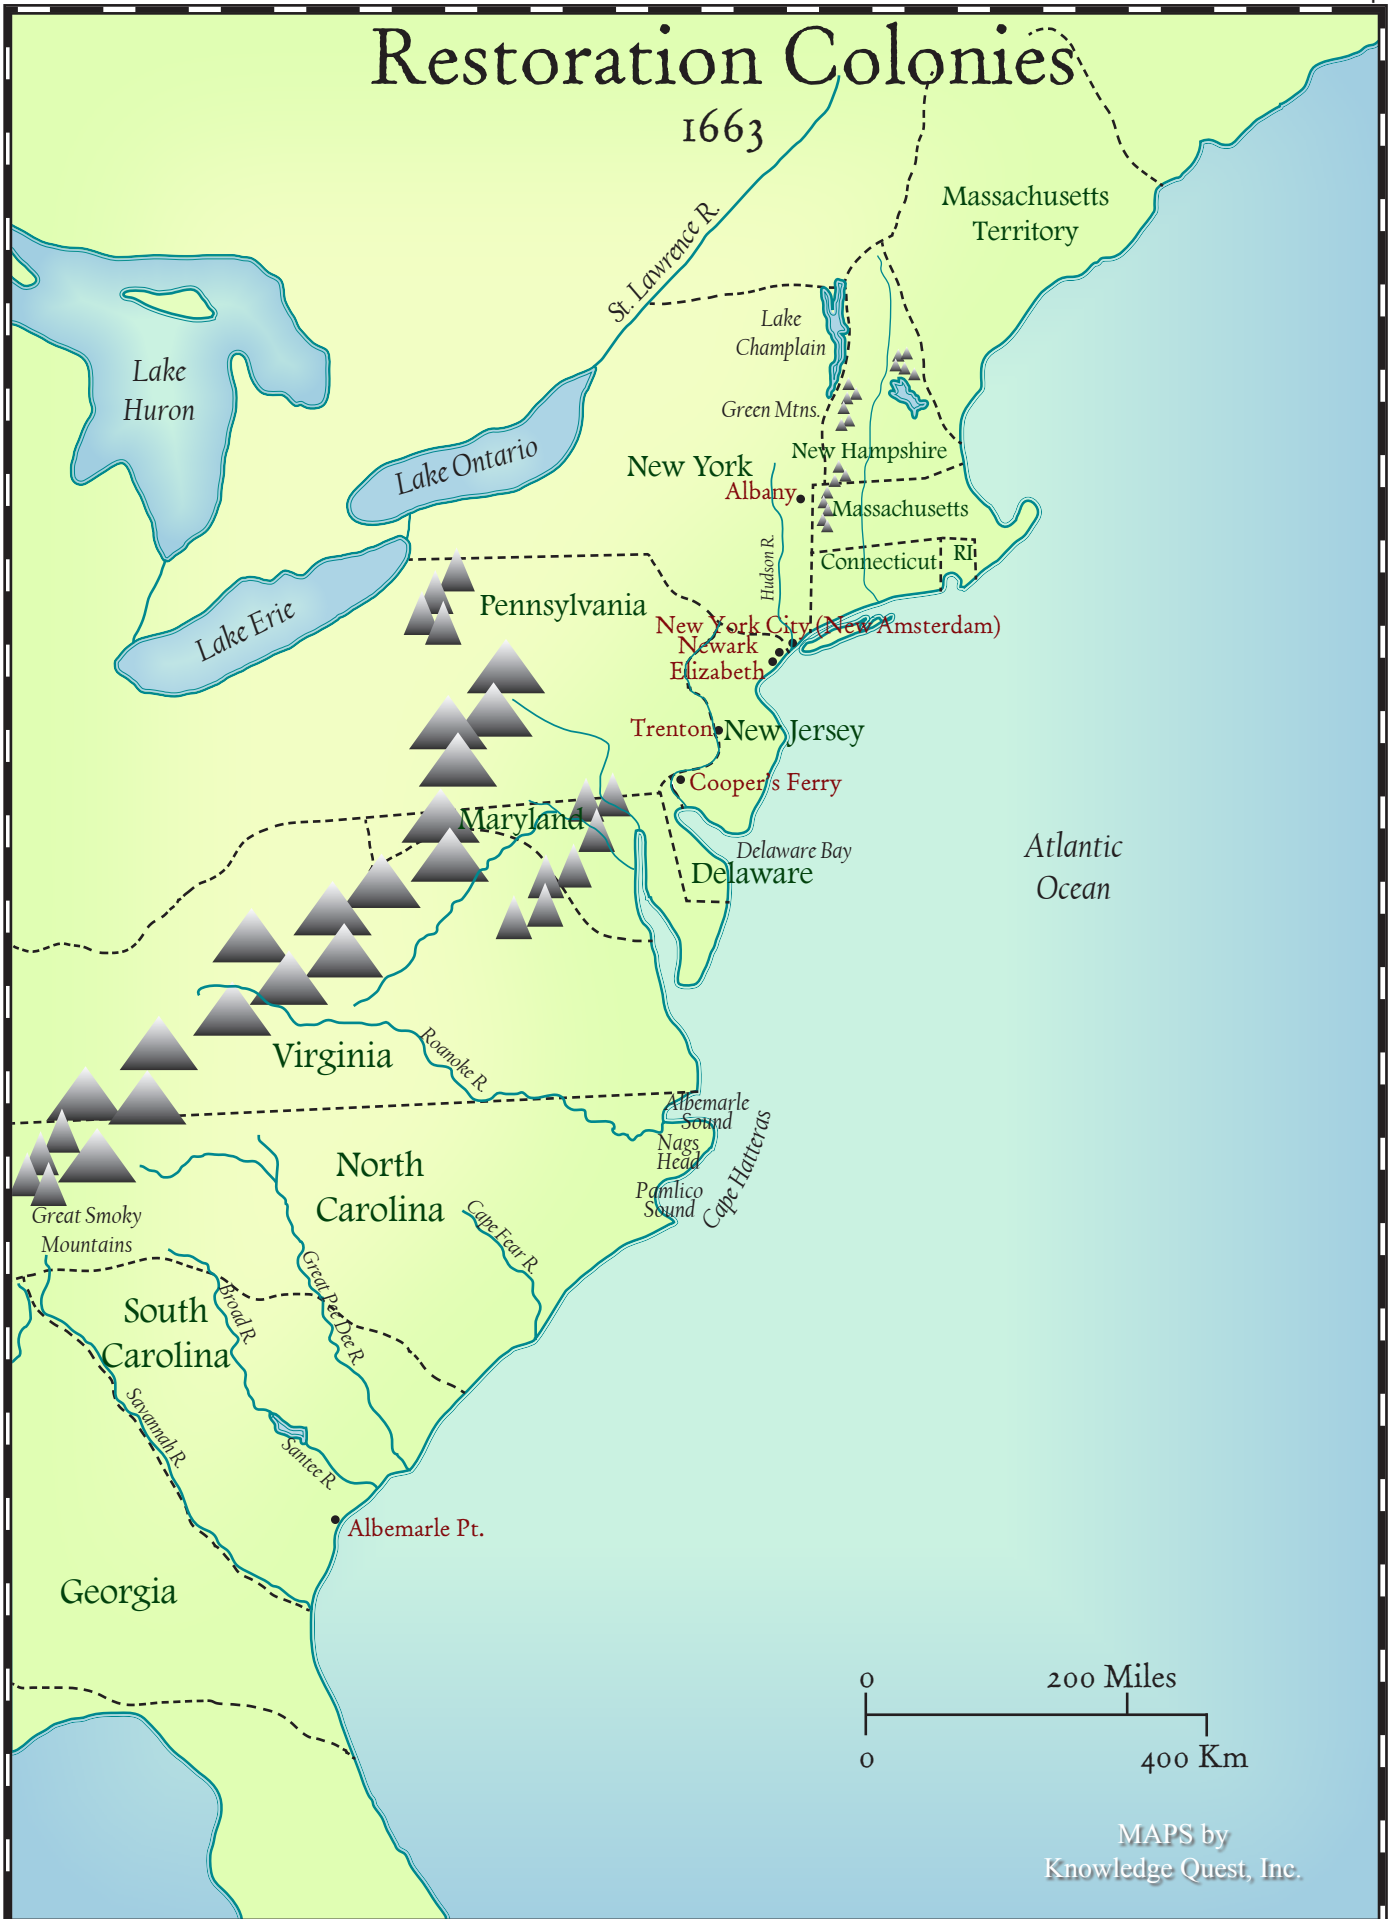 Restoration Colonies
1663
Massachusetts
Territory
St. Lawrence R.
Lake
Champlain
Lake
Huron
Green Mtns.
New Hampshire
Lake Ontario
New York
Albany
Massachusetts
Hudson R.
Connecticut
RI
Lake Erie
Pennsylvania
New York City (New Amsterdam)
Newark
Elizabeth
Trenton
New Jersey
Cooper's Ferry
Maryland
Delaware Bay
Delaware
Atlantic
Ocean
Roanoke R.
Virginia
Albemarle
Sound
Nags
Head
Cape Hatteras
Pamlico
Sound
North
Carolina
Great Smoky
Mountains
Cape Fear R.
Great Pee Dee R.
Broad R.
South
Carolina
Savannah R.
Santee R.
Albemarle Pt.
Georgia
0
200 Miles
0
400 Km
MAPS by
Knowledge Quest, Inc.